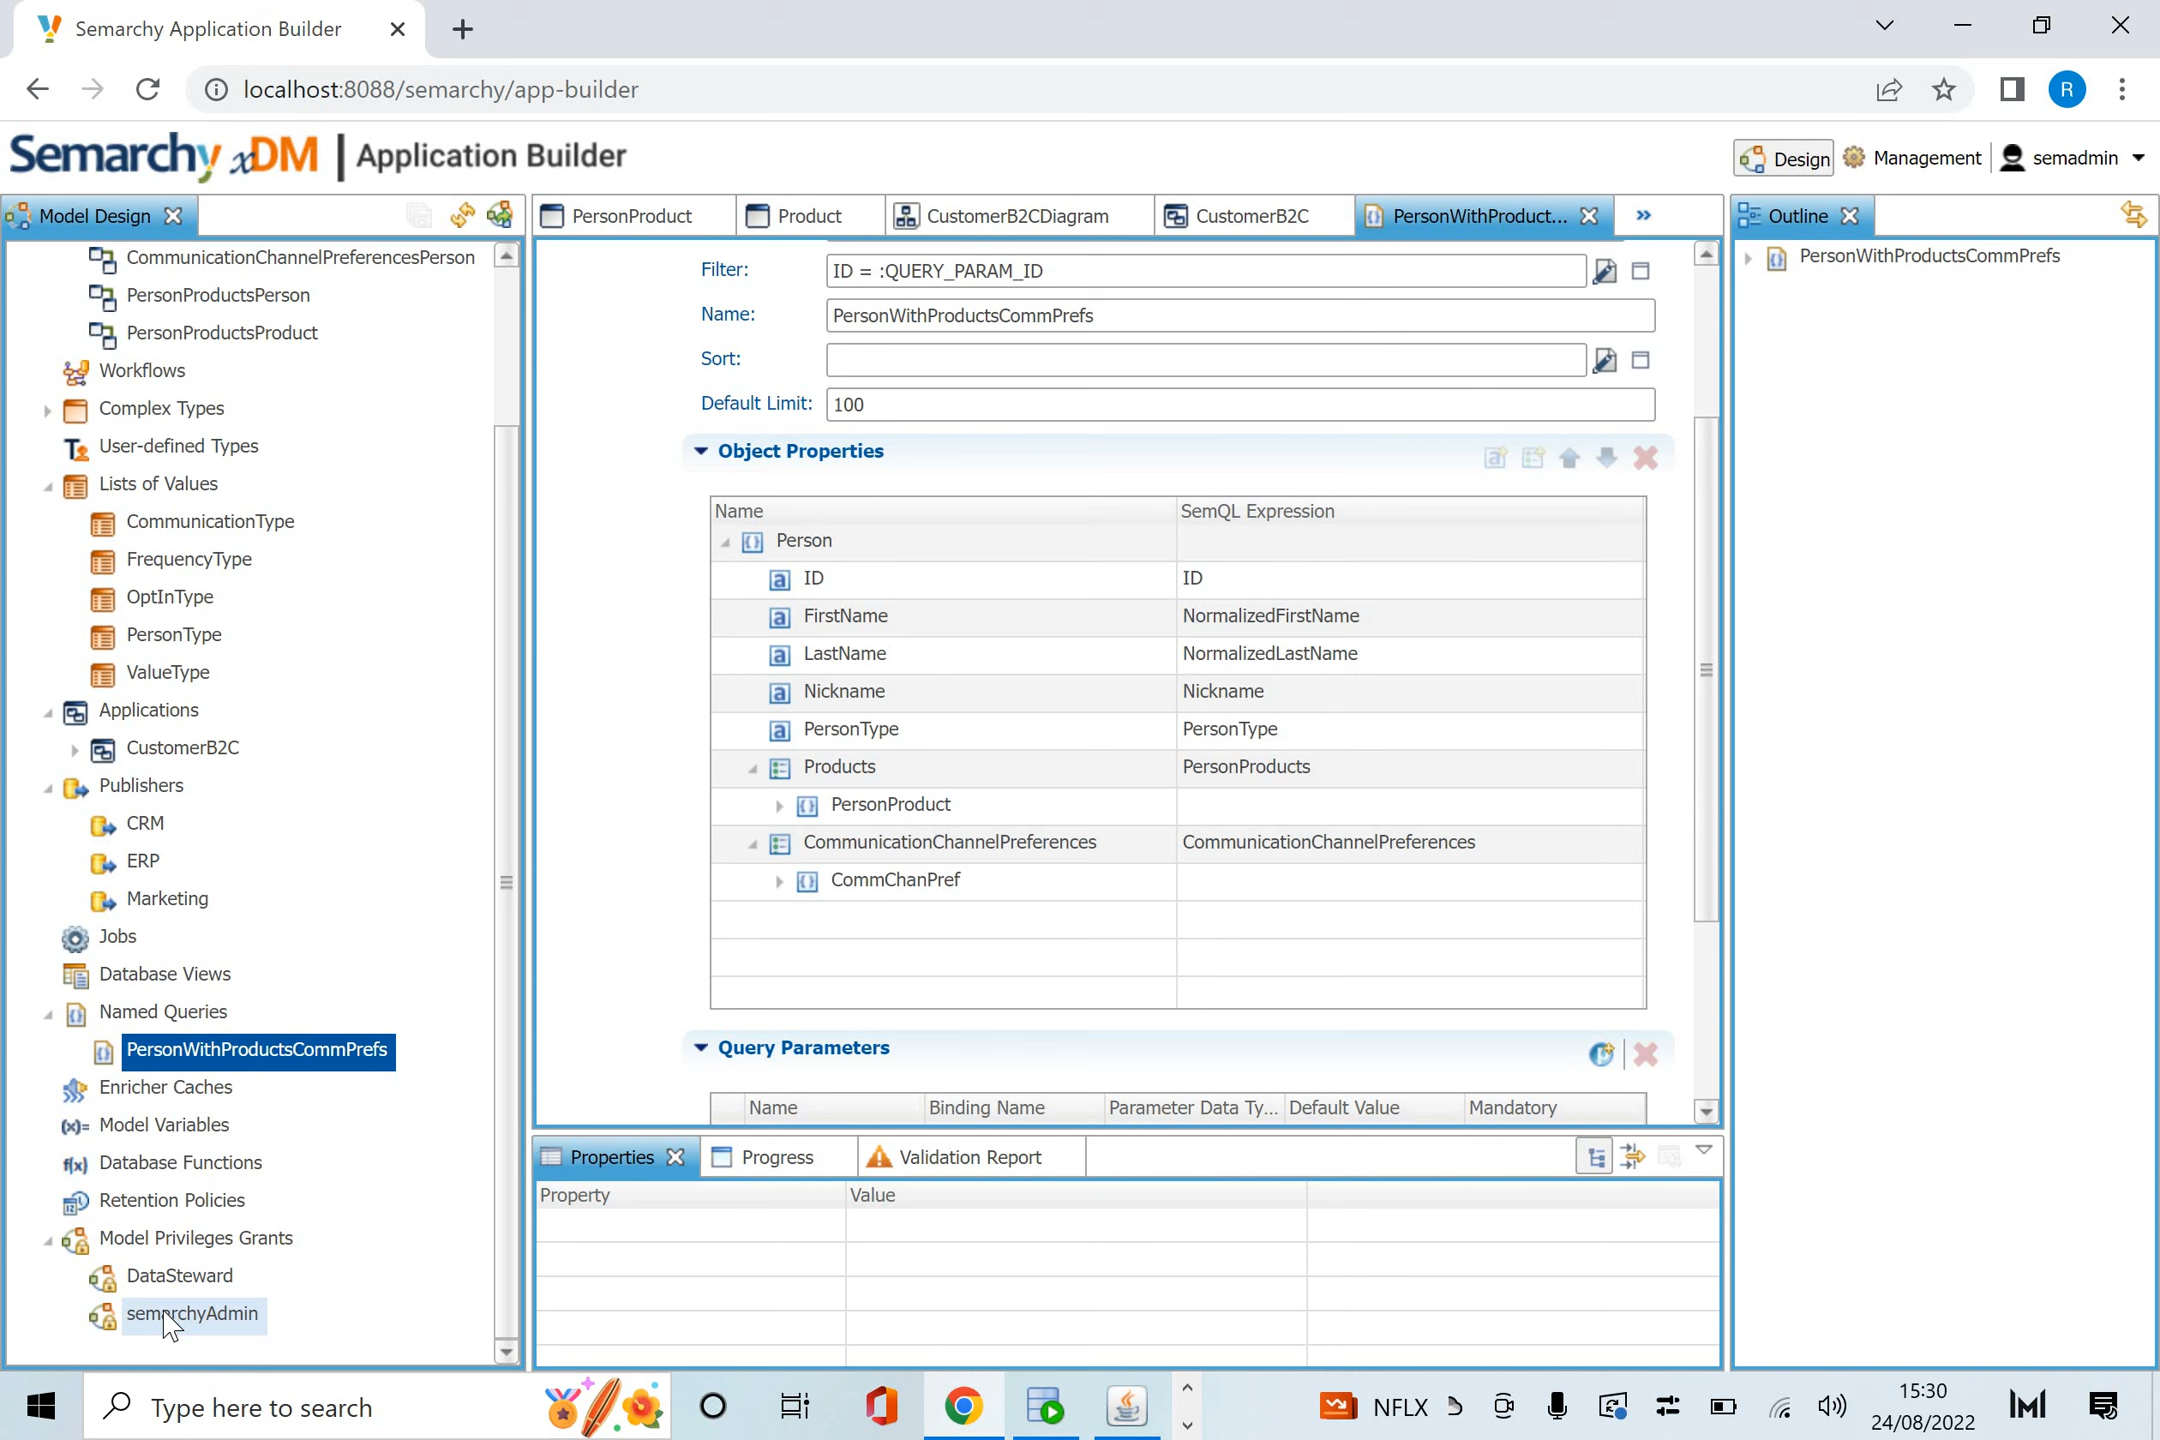 Semarchy Application Builder
localhost:8088/semarchy/app-builder
R
Semarchy xDM | Application Builder
Design
Management
semadmin
Model Design
CommunicationChannelPreferencesPerson
PersonProductsPerson
PersonProductsProduct
Workflows
Complex Types
User-defined Types
Lists of Values
CommunicationType
FrequencyType
OptInType
PersonType
ValueType
Applications
CustomerB2C
Publishers
CRM
ERP
Marketing
Jobs
Database Views
Named Queries
PersonWithProductsCommPrefs
Enricher Caches
Model Variables
Database Functions
Retention Policies
Model Privileges Grants
DataSteward
semarchyAdmin
PersonProduct
Product
CustomerB2CDiagram
CustomerB2C
PersonWithProduct...
Filter: ID = :QUERY_PARAM_ID
Name: PersonWithProductsCommPrefs
Sort:
Default Limit: 100
Object Properties
Name SemQL Expression
Person
ID ID
FirstName NormalizedFirstName
LastName NormalizedLastName
Nickname Nickname
PersonType PersonType
Products PersonProducts
PersonProduct
CommunicationChannelPreferences CommunicationChannelPreferences
CommChanPref
Query Parameters
Name Binding Name Parameter Data Ty... Default Value Mandatory
Properties
Progress
Validation Report
Property Value
Outline
PersonWithProductsCommPrefs
Type here to search
NFLX
15:30
24/08/2022